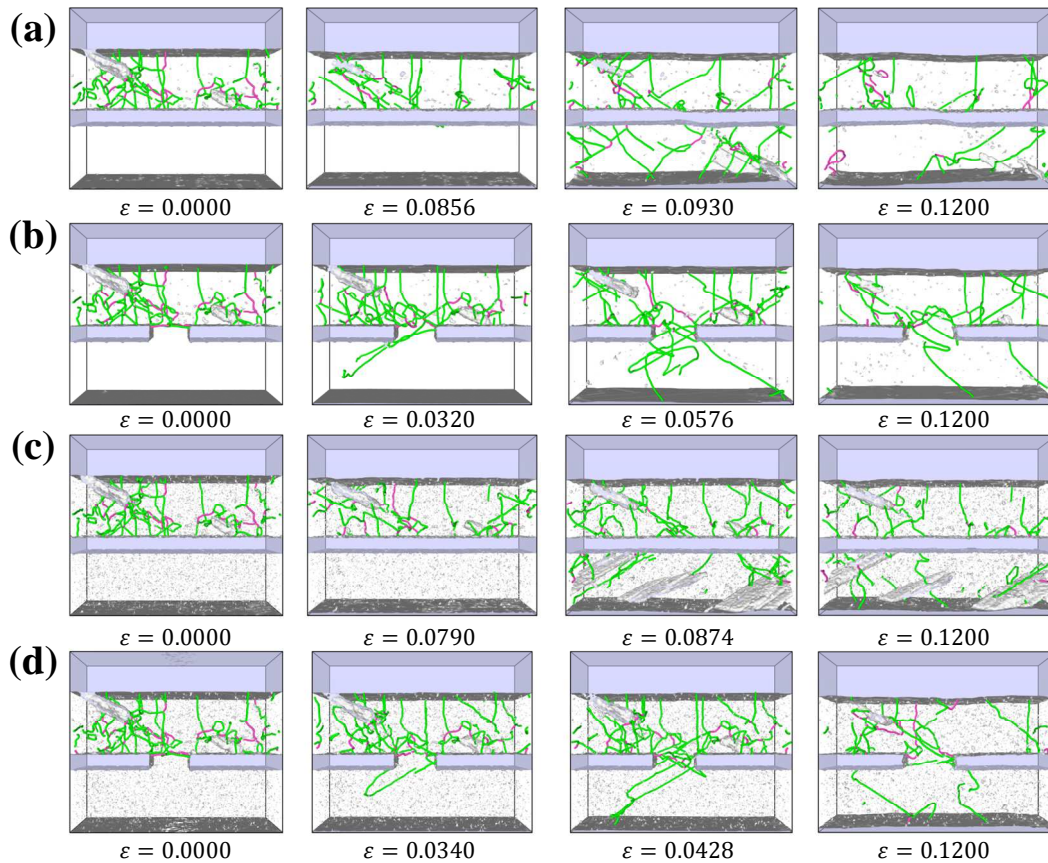 (a)
ε = 0.0000 ε = 0.0856 ε = 0.0930 ε = 0.1200
(b)
ε = 0.0000 ε = 0.0320 ε = 0.0576 ε = 0.1200
(c)
ε = 0.0000 ε = 0.0790 ε = 0.0874 ε = 0.1200
(d)
ε = 0.0000 ε = 0.0340 ε = 0.0428 ε = 0.1200